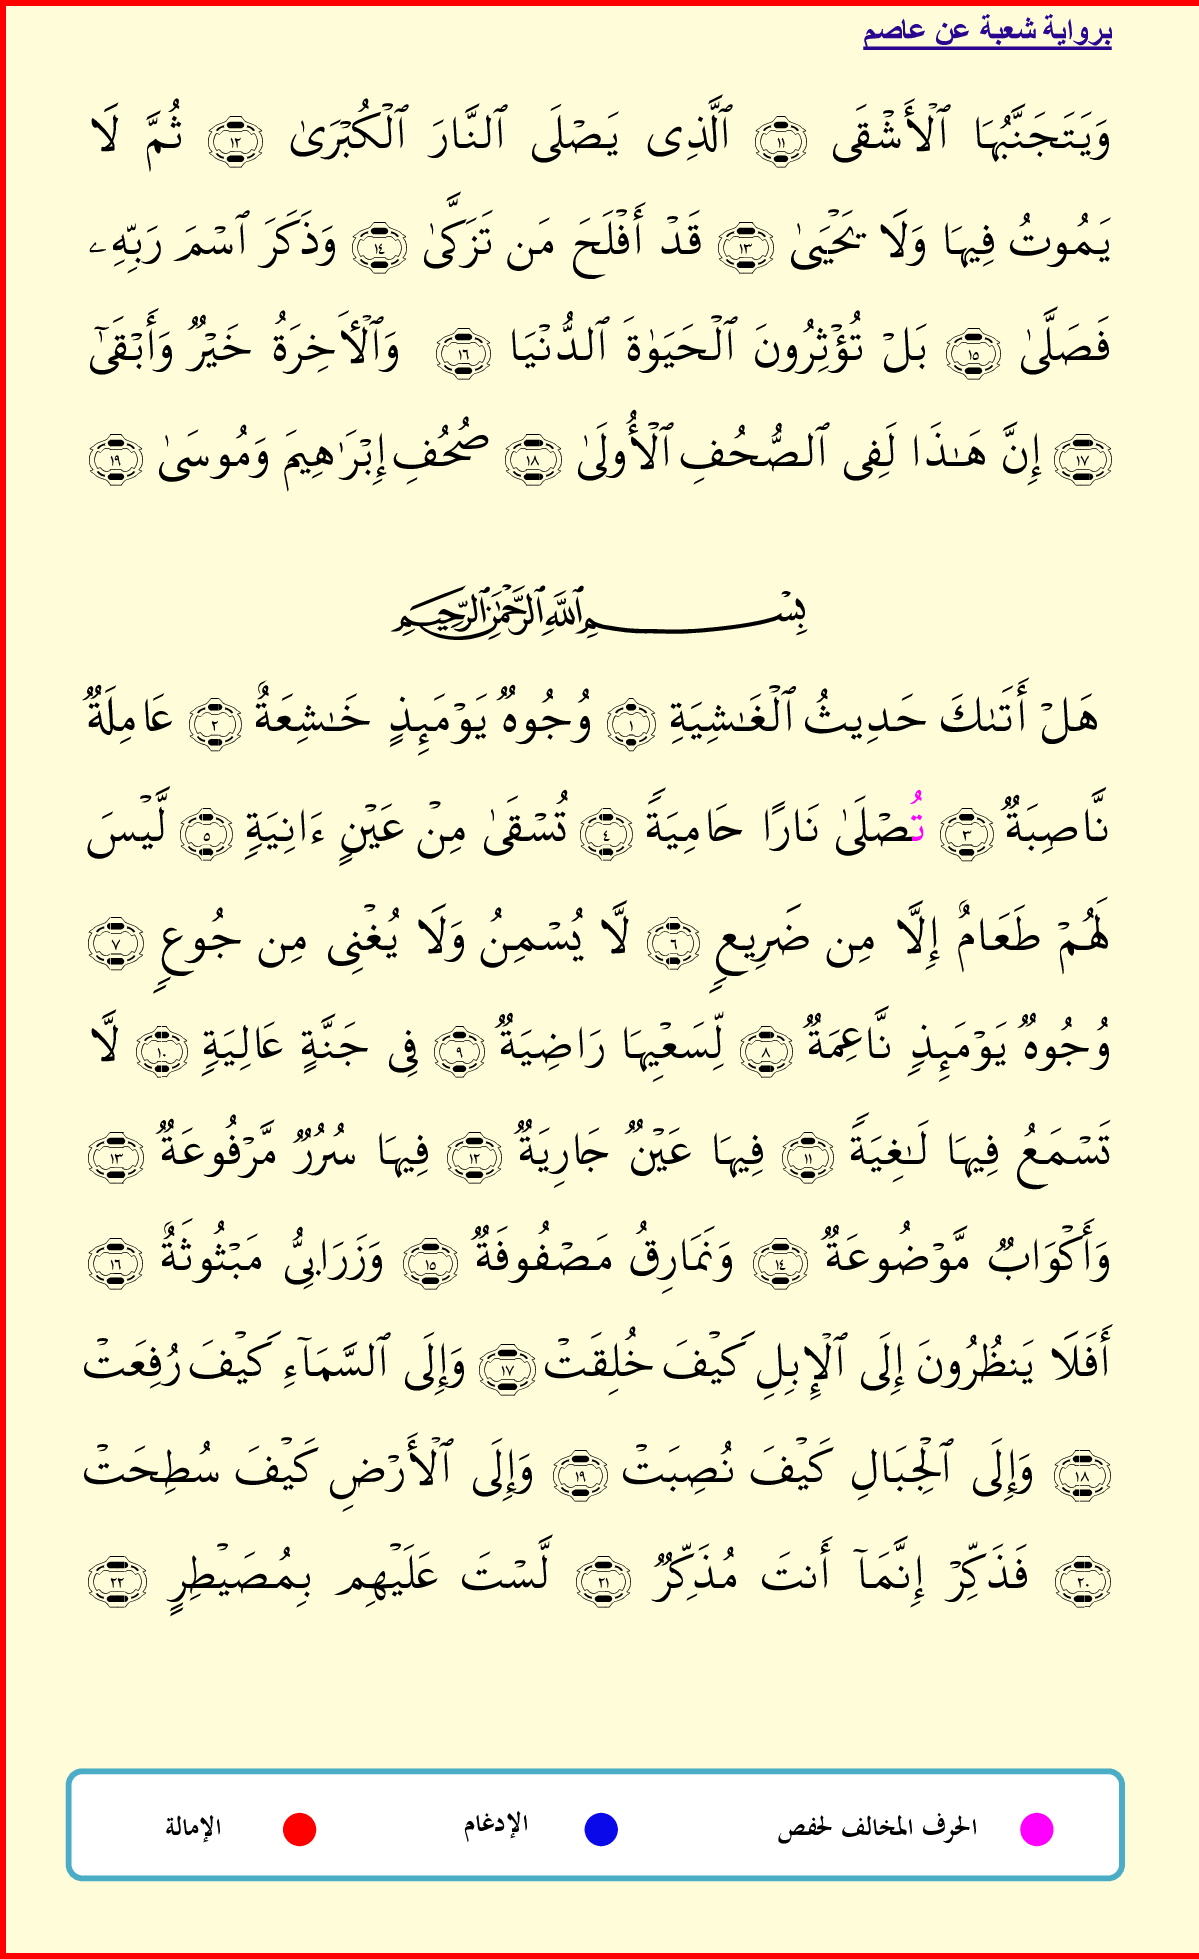 برواية شعبة عن عاصم
وَيَتَجَنَّبُهَا ٱلْأَشْقَى ١١ ٱلَّذِى يَصْلَى ٱلنَّارَ ٱلْكُبْرَىٰ ١٢ ثُمَّ لَا
يَمُوتُ فِيهَا وَلَا يَحْيَىٰ ١٣ قَدْ أَفْلَحَ مَن تَزَكَّىٰ ١٤ وَذَكَرَ ٱسْمَ رَبِّهِۦ
فَصَلَّىٰ ١٥ بَلْ تُؤْثِرُونَ ٱلْحَيَوٰةَ ٱلدُّنْيَا ١٦ وَٱلْأَخِرَةُ خَيْرٌ وَأَبْقَىٰٓ
١٧ إِنَّ هَـٰذَا لَفِى ٱلصُّحُفِ ٱلْأُولَىٰ ١٨ صُحُفِ إِبْرَٰهِيمَ وَمُوسَىٰ ١٩
بِسْمِ ٱللَّهِ ٱلرَّحْمَٰنِ ٱلرَّحِيمِ
هَلْ أَتَىٰكَ حَدِيثُ ٱلْغَـٰشِيَةِ ١ وُجُوهٌ يَوْمَئِذٍ خَـٰشِعَةٌ ٢ عَامِلَةٌ
نَّاصِبَةٌ ٣ تُصْلَىٰ نَارًا حَامِيَةً ٤ تُسْقَىٰ مِنْ عَيْنٍ ءَانِيَةٍ ٥ لَّيْسَ
لَهُمْ طَعَامٌ إِلَّا مِن ضَرِيعٍ ٦ لَّا يُسْمِنُ وَلَا يُغْنِى مِن جُوعٍ ٧
وُجُوهٌ يَوْمَئِذٍ نَّاعِمَةٌ ٨ لِّسَعْيِهَا رَاضِيَةٌ ٩ فِى جَنَّةٍ عَالِيَةٍ ١٠ لَّا
تَسْمَعُ فِيهَا لَـٰغِيَةً ١١ فِيهَا عَيْنٌ جَارِيَةٌ ١٢ فِيهَا سُرُرٌ مَّرْفُوعَةٌ ١٣
وَأَكْوَابٌ مَّوْضُوعَةٌ ١٤ وَنَمَارِقُ مَصْفُوفَةٌ ١٥ وَزَرَابِىُّ مَبْثُوثَةٌ ١٦
أَفَلَا يَنظُرُونَ إِلَى ٱلْإِبِلِ كَيْفَ خُلِقَتْ ١٧ وَإِلَى ٱلسَّمَآءِ كَيْفَ رُفِعَتْ
١٨ وَإِلَى ٱلْجِبَالِ كَيْفَ نُصِبَتْ ١٩ وَإِلَى ٱلْأَرْضِ كَيْفَ سُطِحَتْ
٢٠ فَذَكِّرْ إِنَّمَآ أَنتَ مُذَكِّرٌ ٢١ لَّسْتَ عَلَيْهِم بِمُصَيْطِرٍ ٢٢
الحرف المخالف لحفص الإدغام الإمالة